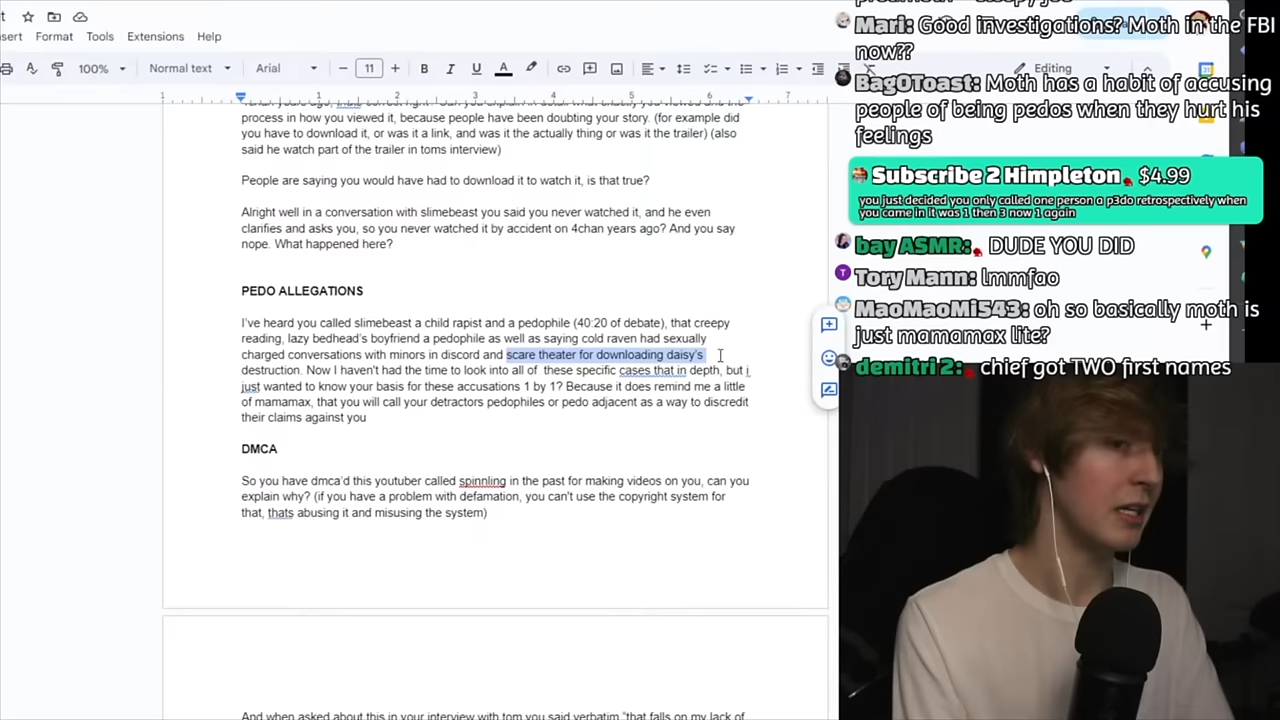 t
nsert Format Tools Extensions Help
100% Normal text Arial 11 B I U A Editing
1 1 2 3 4 5 6 7
process in how you viewed it, because people have been doubting your story. (for example did
you have to download it, or was it a link, and was it the actually thing or was it the trailer) (also
said he watch part of the trailer in toms interview)
People are saying you would have had to download it to watch it, is that true?
Alright well in a conversation with slimebeast you said you never watched it, and he even
clarifies and asks you, so you never watched it by accident on 4chan years ago? And you say
nope. What happened here?
PEDO ALLEGATIONS
I've heard you called slimebeast a child rapist and a pedophile (40:20 of debate), that creepy
reading, lazy bedhead's boyfriend a pedophile as well as saying cold raven had sexually
charged conversations with minors in discord and scare theater for downloading daisy's
destruction. Now I haven't had the time to look into all of these specific cases that in depth, but i
just wanted to know your basis for these accusations 1 by 1? Because it does remind me a little
of mamamax, that you will call your detractors pedophiles or pedo adjacent as a way to discredit
their claims against you
DMCA
So you have dmca'd this youtuber called spinnling in the past for making videos on you, can you
explain why? (if you have a problem with defamation, you can't use the copyright system for
that, thats abusing it and misusing the system)
And when asked about this in your interview with tom you said verbatim "that falls on my lack of
Mari: Good investigations? Moth in the FBI
now??
BagOToast: Moth has a habit of accusing
people of being pedos when they hurt his
feelings
Subscribe 2 Himpleton $4.99
you just decided you only called one person a p3do retrospectively when
you came in it was 1 then 3 now 1 again
bay ASMR: DUDE YOU DID
T Tory Mann: lmmfao
MaoMaoMi543: oh so basically moth is
just mamamax lite?
demitri 2: chief got TWO first names